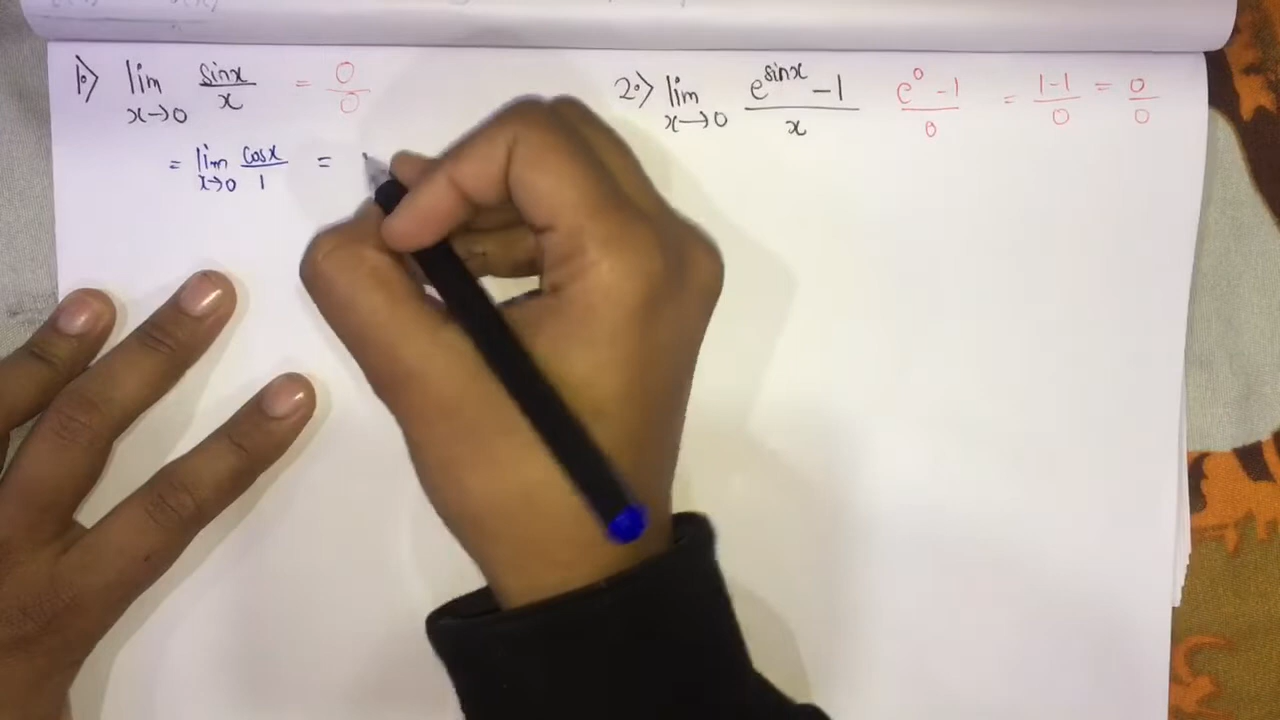 1.) lim x→0 sinx/x = 0/0
= lim x→0 cosx/1 =
2.) lim x→0 e^sinx - 1 / x e^0 - 1 / 0 = 1-1/0 = 0/0